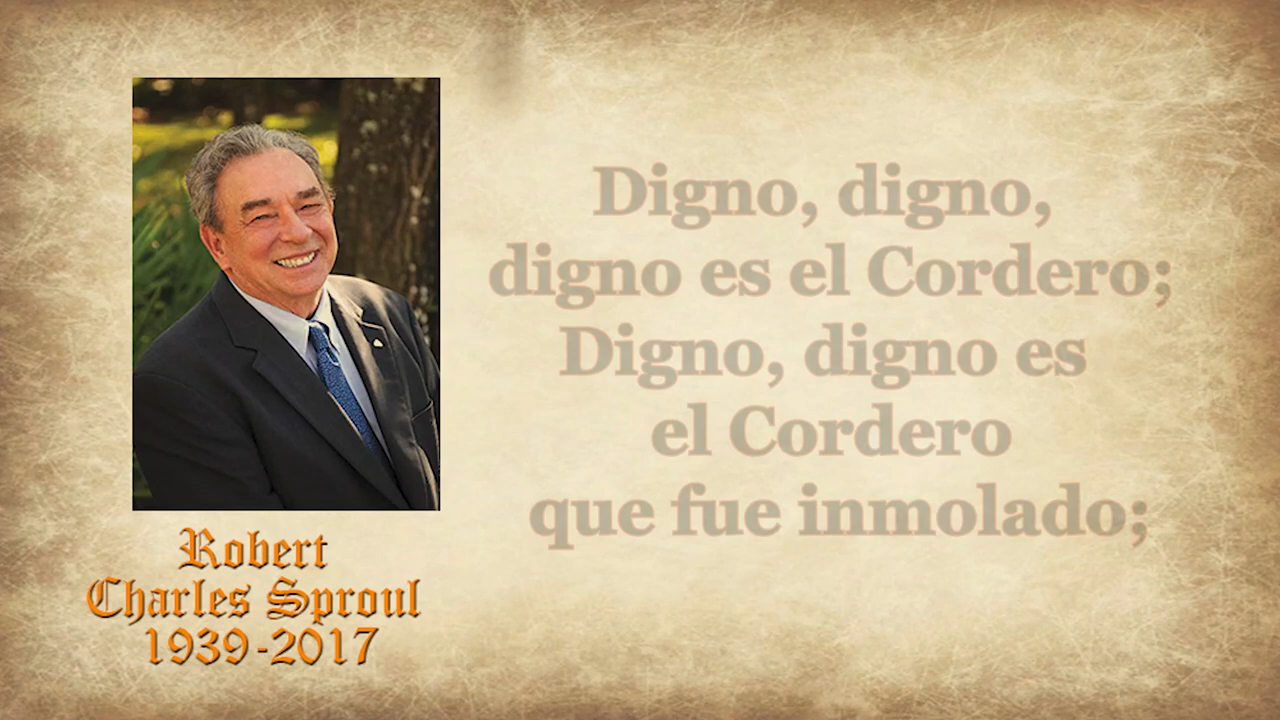 Digno, digno,
digno es el Cordero;
Digno, digno es
el Cordero
que fue inmolado;
Robert
Charles Sproul
1939-2017